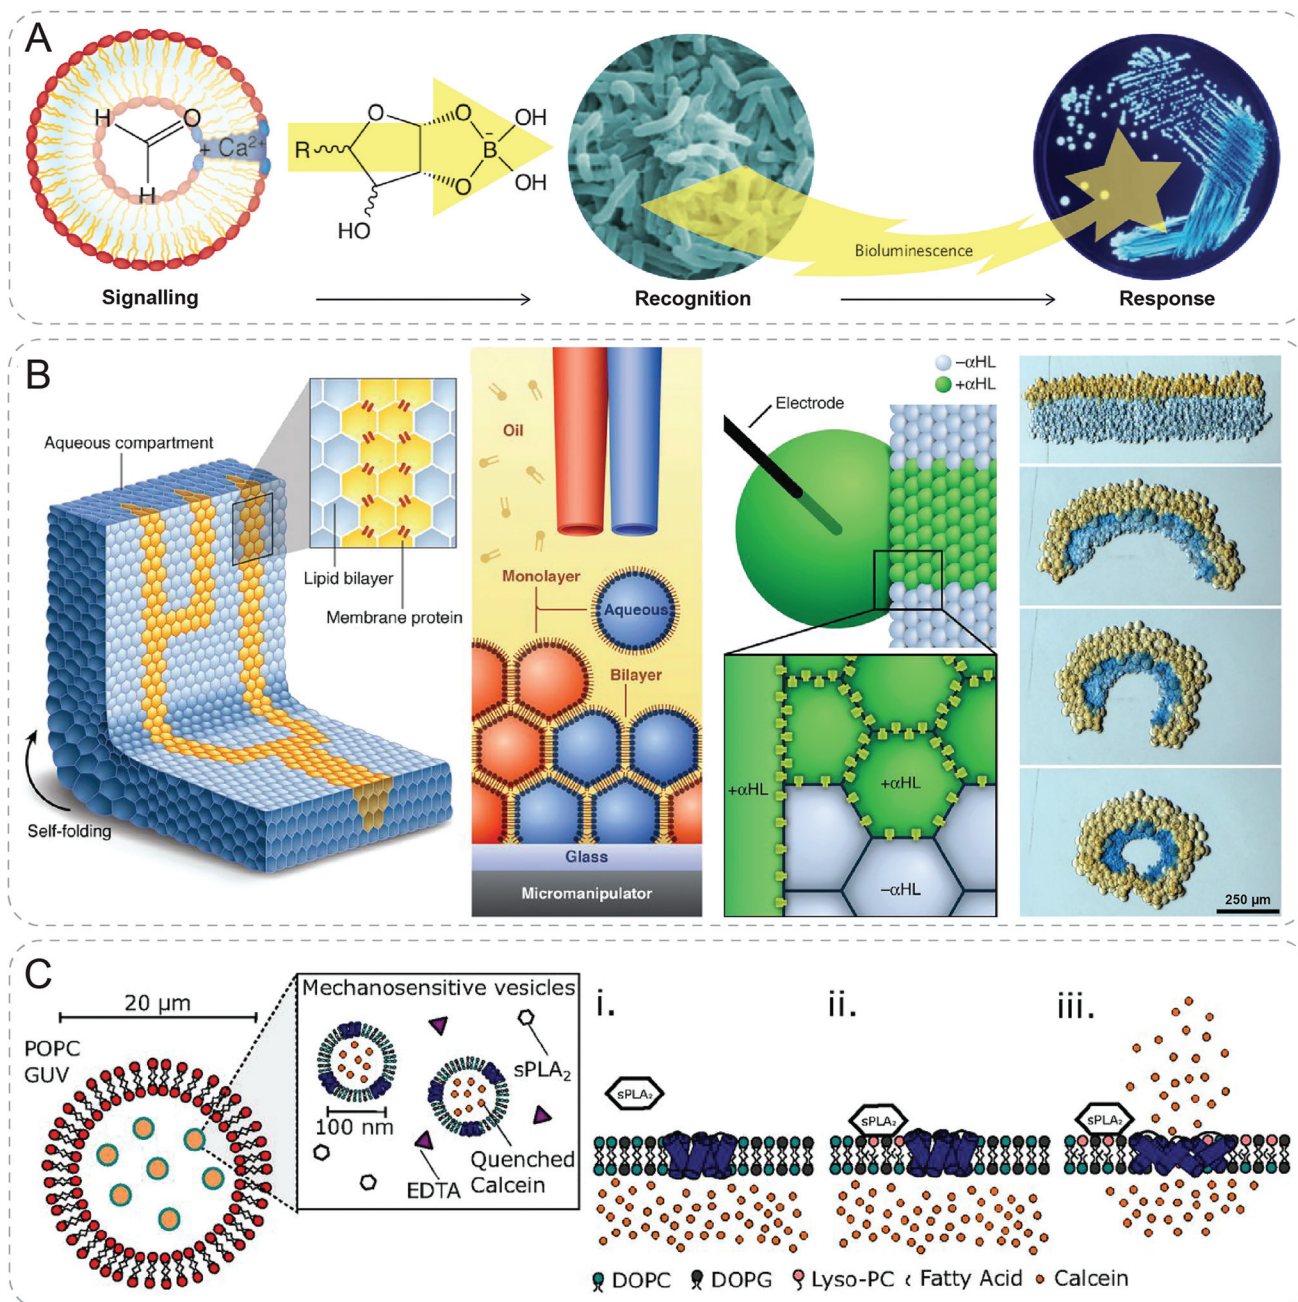 A
H
O
+ Ca²⁺
H
O
O
OH
R
B
-
O
OH
HO
Bioluminescence
Signalling
Recognition
Response
B
Aqueous compartment
Lipid bilayer
Membrane protein
Self-folding
Oil
Monolayer
Aqueous
Bilayer
Glass
Micromanipulator
−αHL
+αHL
Electrode
+αHL
+αHL
−αHL
250 µm
C
20 µm
POPC
GUV
Mechanosensitive vesicles
sPLA₂
100 nm
EDTA
Quenched
Calcein
i.
sPLA₂
ii.
sPLA₂
iii.
sPLA₂
DOPC
DOPG
Lyso-PC
Fatty Acid
Calcein